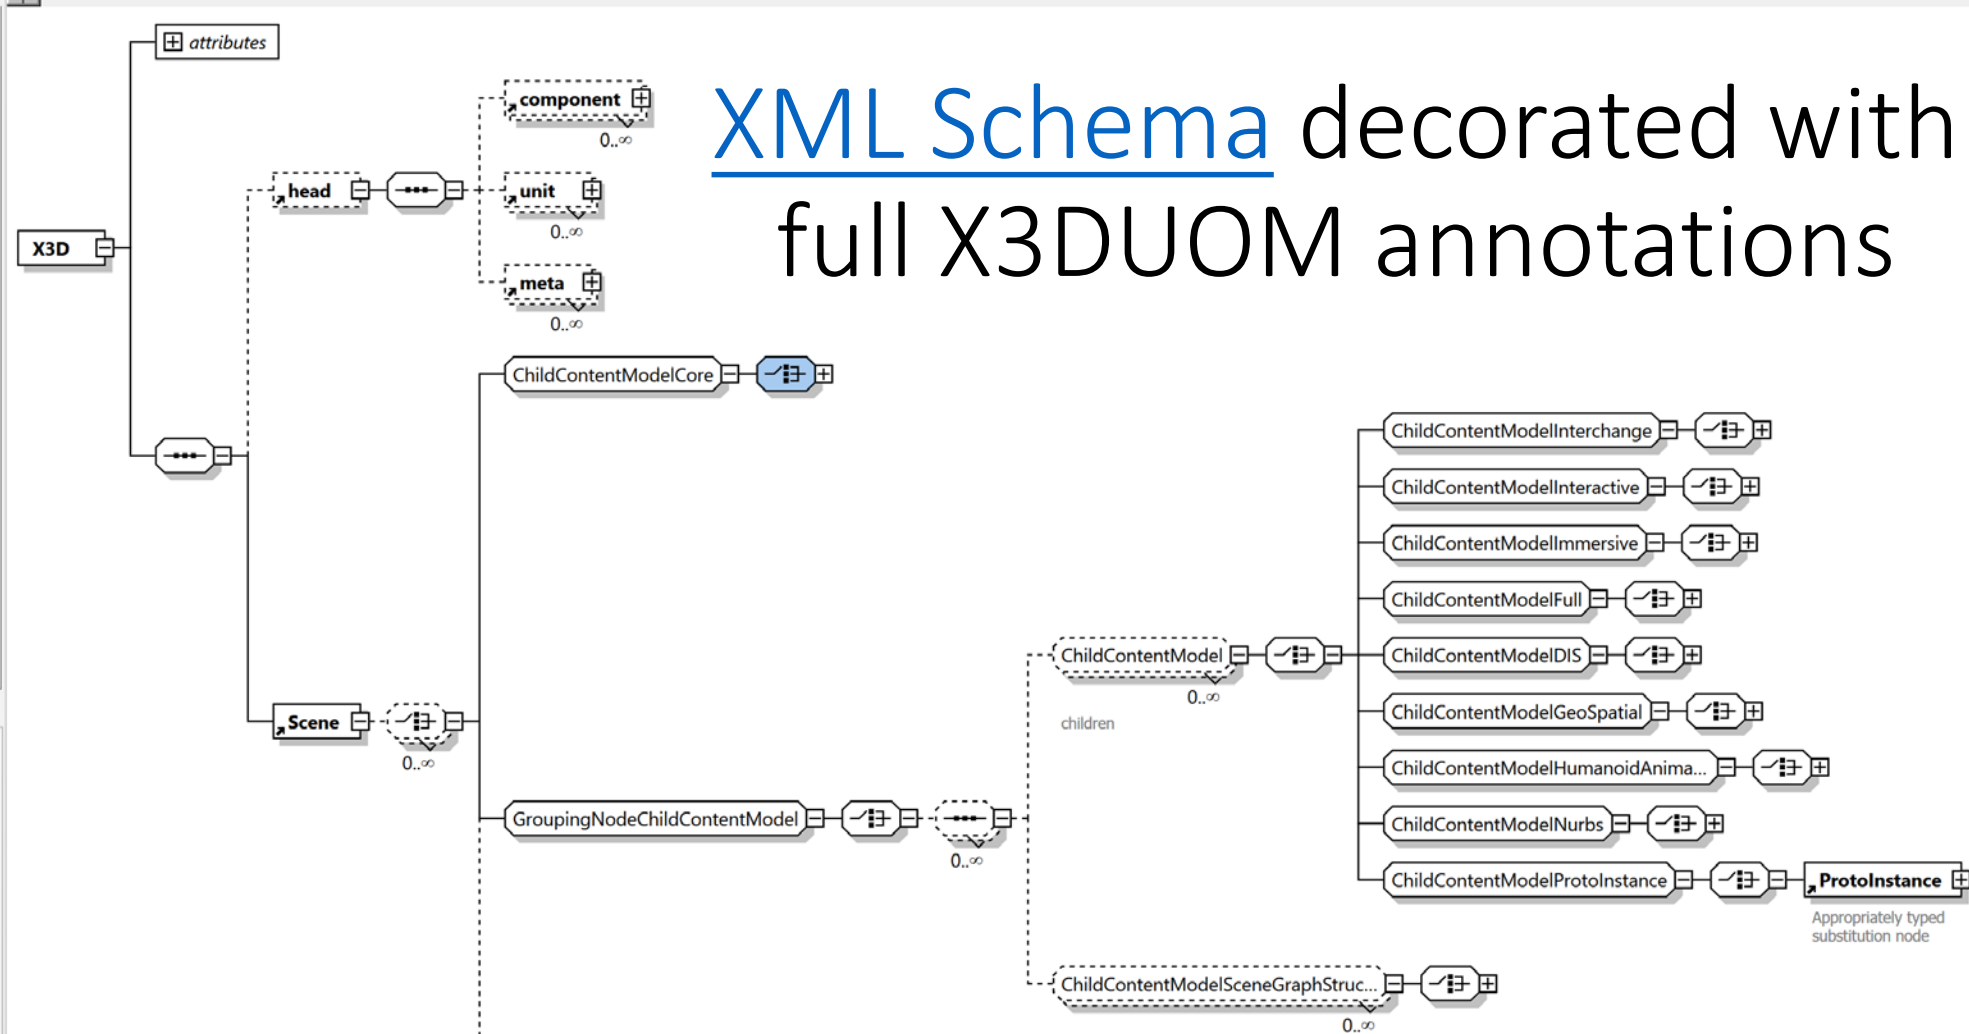 attributes
component
0..∞
XML Schema decorated with
full X3DUOM annotations
head
unit
0..∞
X3D
meta
0..∞
ChildContentModelCore
ChildContentModelInterchange
ChildContentModelInteractive
ChildContentModelImmersive
ChildContentModelFull
ChildContentModel
0..∞
children
ChildContentModelDIS
ChildContentModelGeoSpatial
Scene
0..∞
ChildContentModelHumanoidAnima...
GroupingNodeChildContentModel
0..∞
ChildContentModelNurbs
ChildContentModelProtoInstance
ProtoInstance
Appropriately typed
substitution node
ChildContentModelSceneGraphStruc...
0..∞